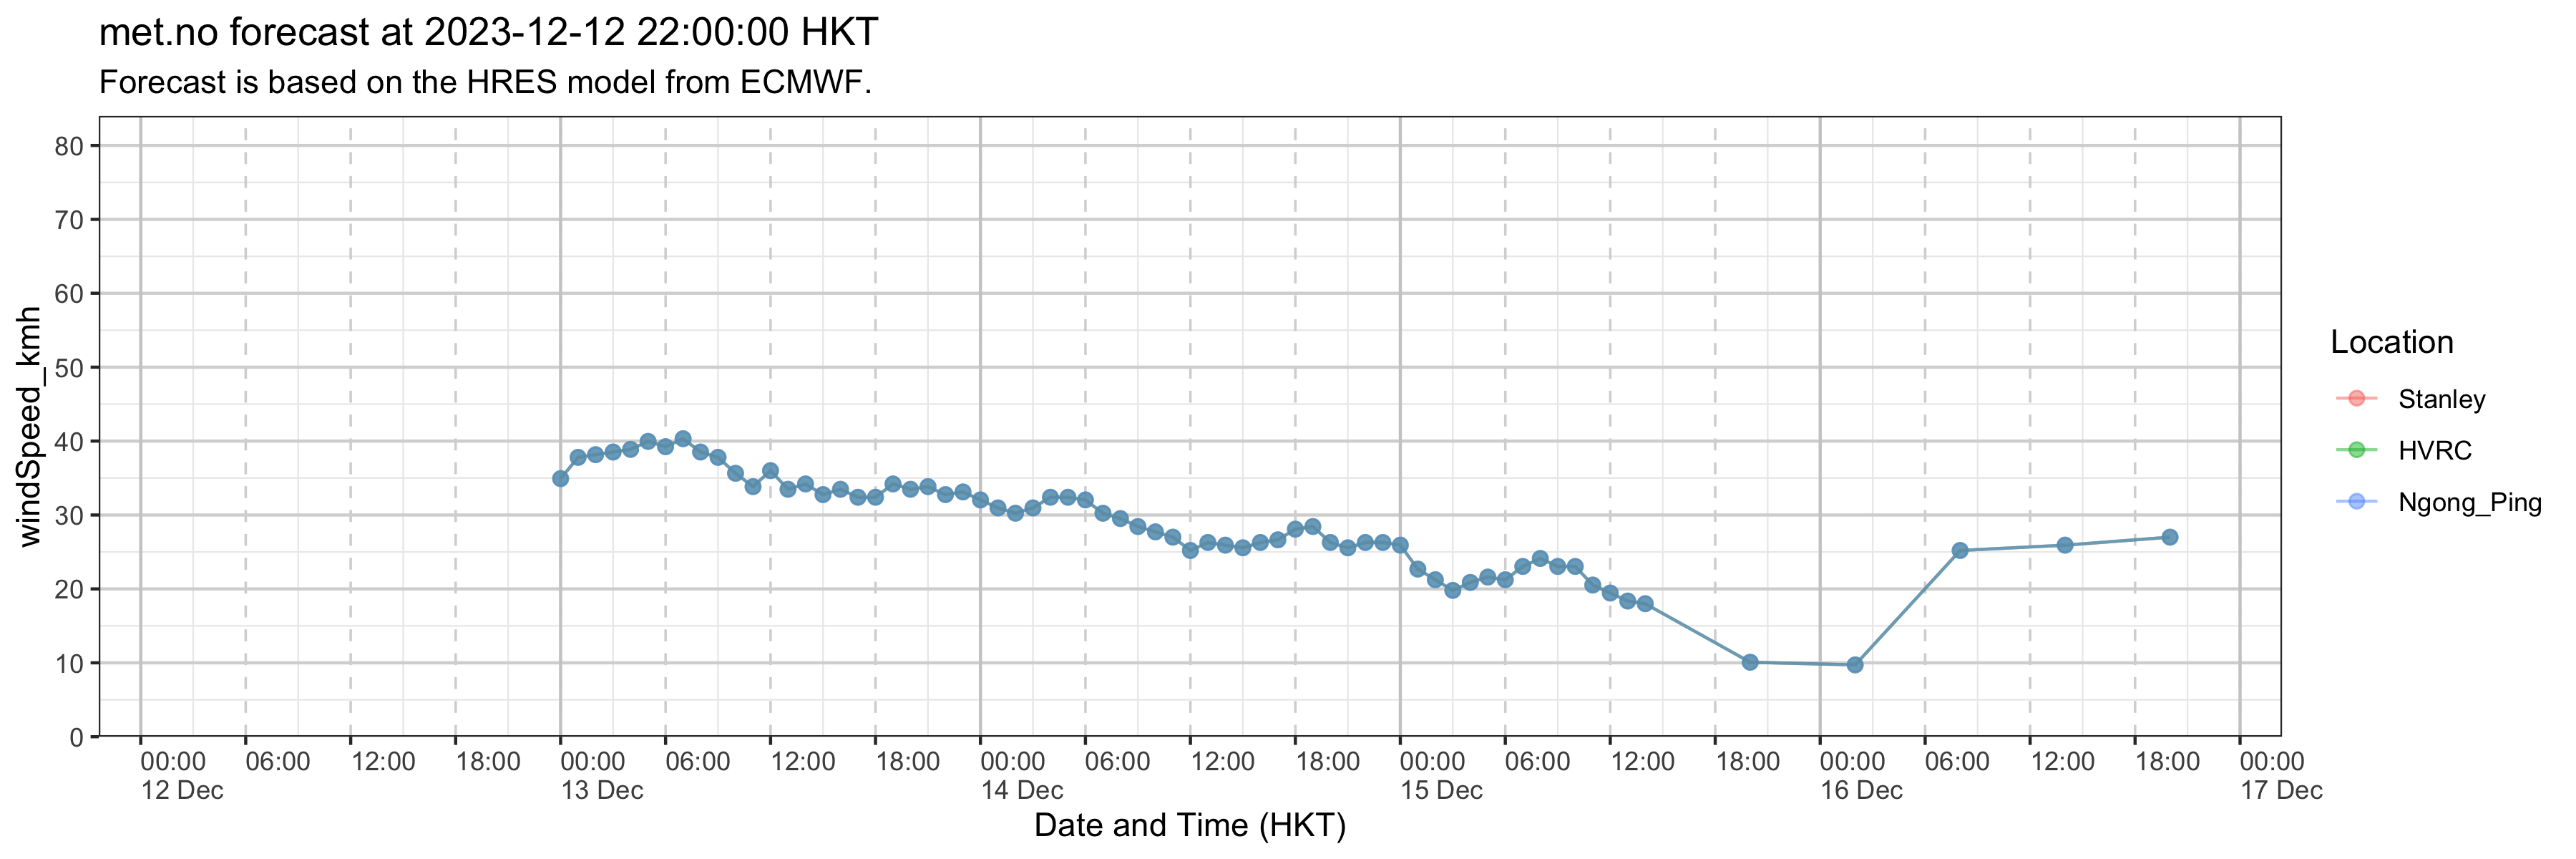 met.no forecast at 2023-12-12 22:00:00 HKT
Forecast is based on the HRES model from ECMWF.
windSpeed_kmh
80
70
60
50
40
30
20
10
0
00:00 06:00 12:00 18:00 00:00 06:00 12:00 18:00 00:00 06:00 12:00 18:00 00:00 06:00 12:00 18:00 00:00 06:00 12:00 18:00 00:00
12 Dec 13 Dec 14 Dec 15 Dec 16 Dec 17 Dec
Date and Time (HKT)
Location
Stanley
HVRC
Ngong_Ping